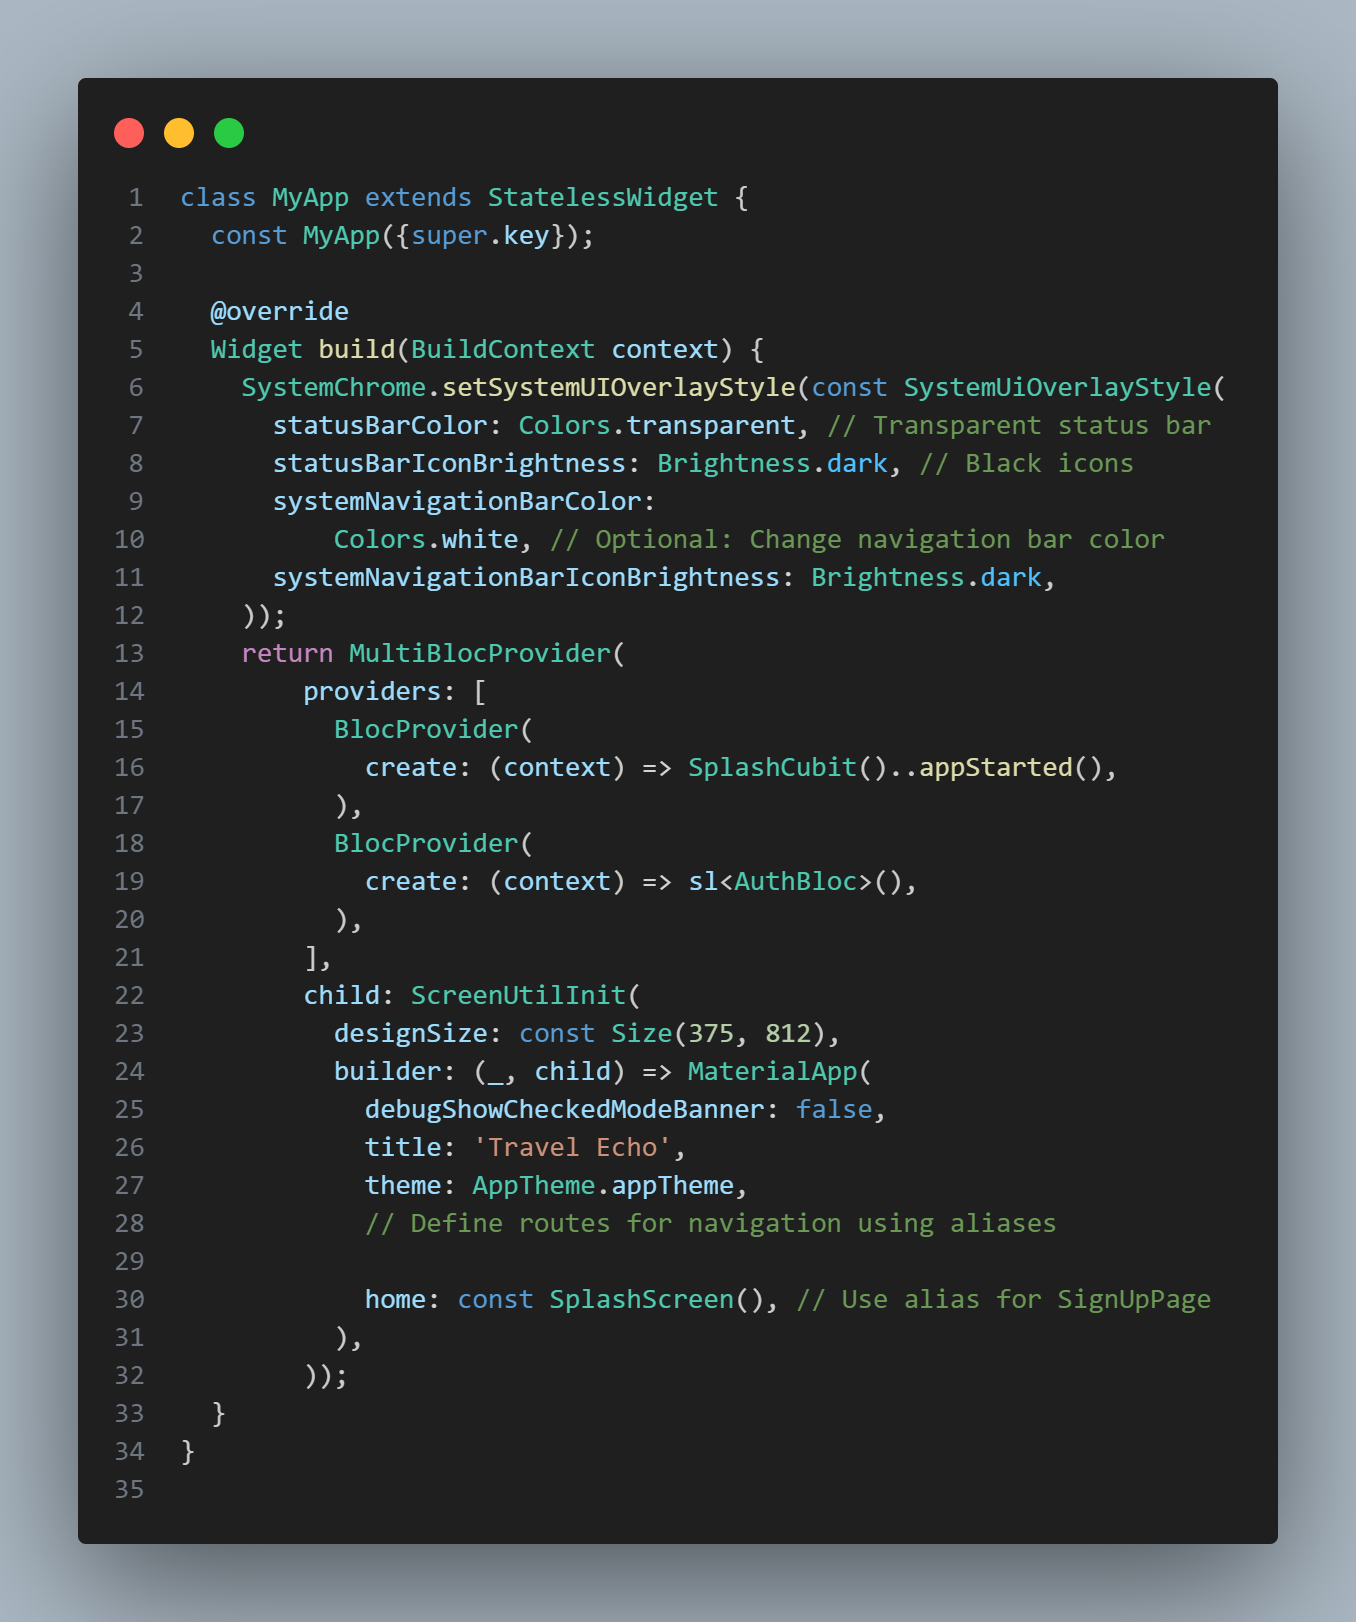 1 class MyApp extends StatelessWidget {
2   const MyApp({super.key});
3
4   @override
5   Widget build(BuildContext context) {
6     SystemChrome.setSystemUIOverlayStyle(const SystemUiOverlayStyle(
7       statusBarColor: Colors.transparent, // Transparent status bar
8       statusBarIconBrightness: Brightness.dark, // Black icons
9       systemNavigationBarColor:
10           Colors.white, // Optional: Change navigation bar color
11       systemNavigationBarIconBrightness: Brightness.dark,
12     ));
13     return MultiBlocProvider(
14         providers: [
15           BlocProvider(
16             create: (context) => SplashCubit()..appStarted(),
17           ),
18           BlocProvider(
19             create: (context) => sl<AuthBloc>(),
20           ),
21         ],
22         child: ScreenUtilInit(
23           designSize: const Size(375, 812),
24           builder: (_, child) => MaterialApp(
25             debugShowCheckedModeBanner: false,
26             title: 'Travel Echo',
27             theme: AppTheme.appTheme,
28             // Define routes for navigation using aliases
29
30             home: const SplashScreen(), // Use alias for SignUpPage
31           ),
32         ));
33   }
34 }
35